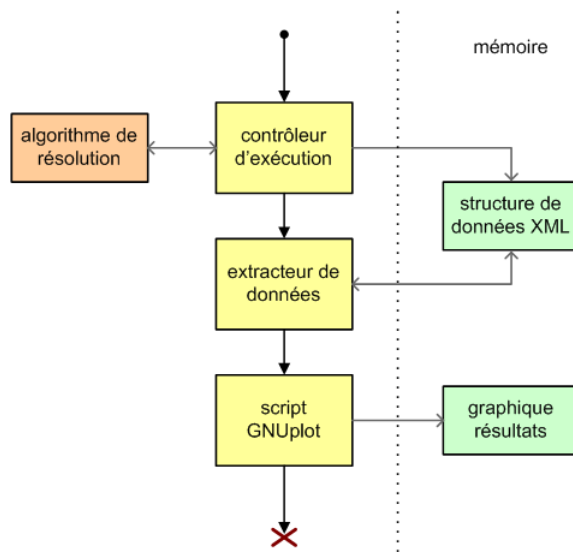 mémoire
algorithme de
résolution
contrôleur
d'exécution
structure de
données XML
extracteur de
données
script
GNUplot
graphique
résultats